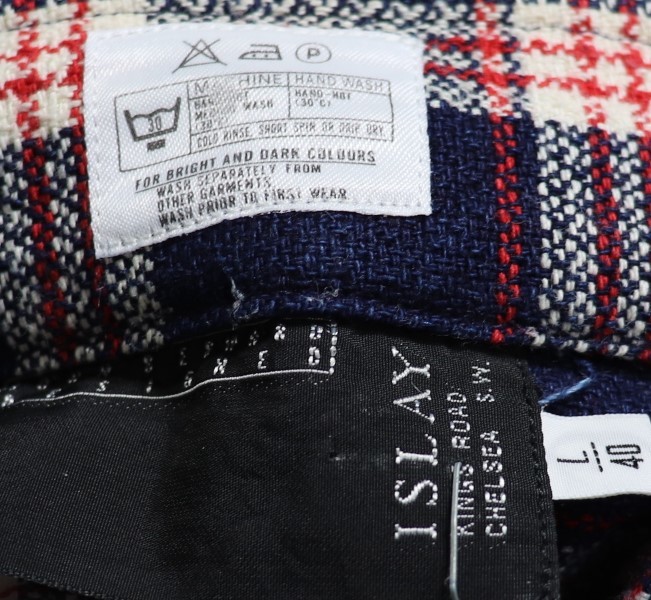 P
MACHINE HAND WASH
30
HAND-HOT
WASH (30°C)
30°C
COLD RINSE. SHORT SPIN OR DRIP DRY.
FOR BRIGHT AND DARK COLOURS
WASH SEPARATELY FROM
OTHER GARMENTS.
WASH PRIOR TO FIRST WEAR
ISLAY
KINGS ROAD
CHELSEA S.W.
L
40